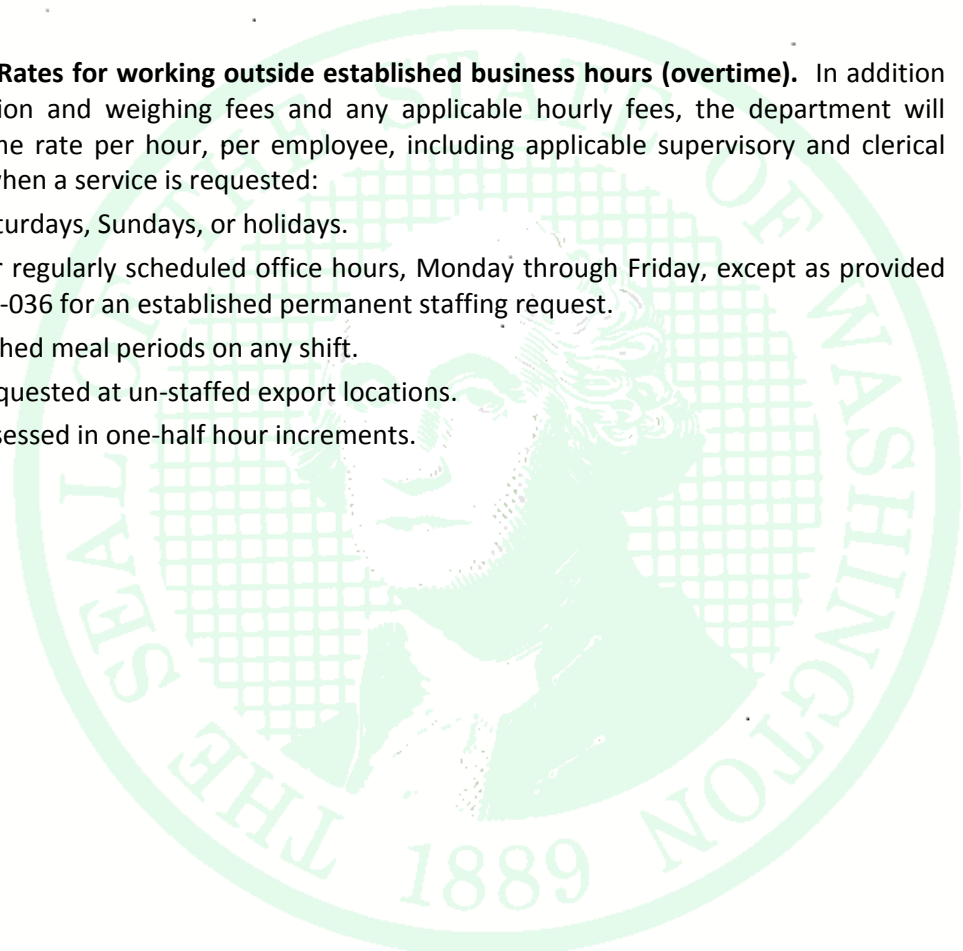 Rates for working outside established business hours (overtime). In addition
ion and weighing fees and any applicable hourly fees, the department will
ne rate per hour, per employee, including applicable supervisory and clerical
when a service is requested:
turdays, Sundays, or holidays.
r regularly scheduled office hours, Monday through Friday, except as provided
-036 for an established permanent staffing request.
hed meal periods on any shift.
quested at un-staffed export locations.
sessed in one-half hour increments.
THE SEAL OF THE STATE OF WASHINGTON
1889